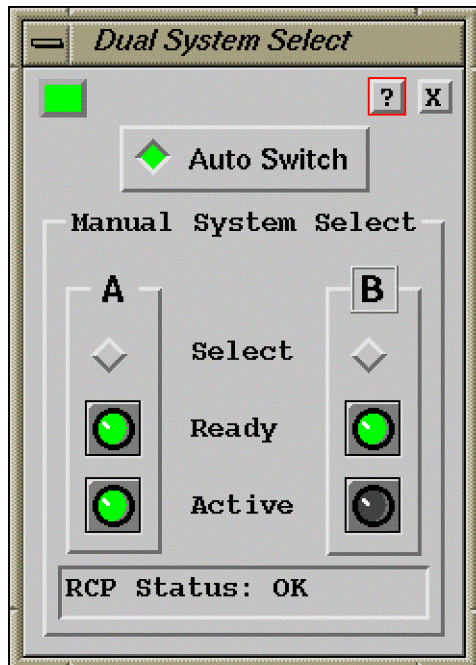 Dual System Select
? X
Auto Switch
Manual System Select
A B
Select
Ready
Active
RCP Status: OK